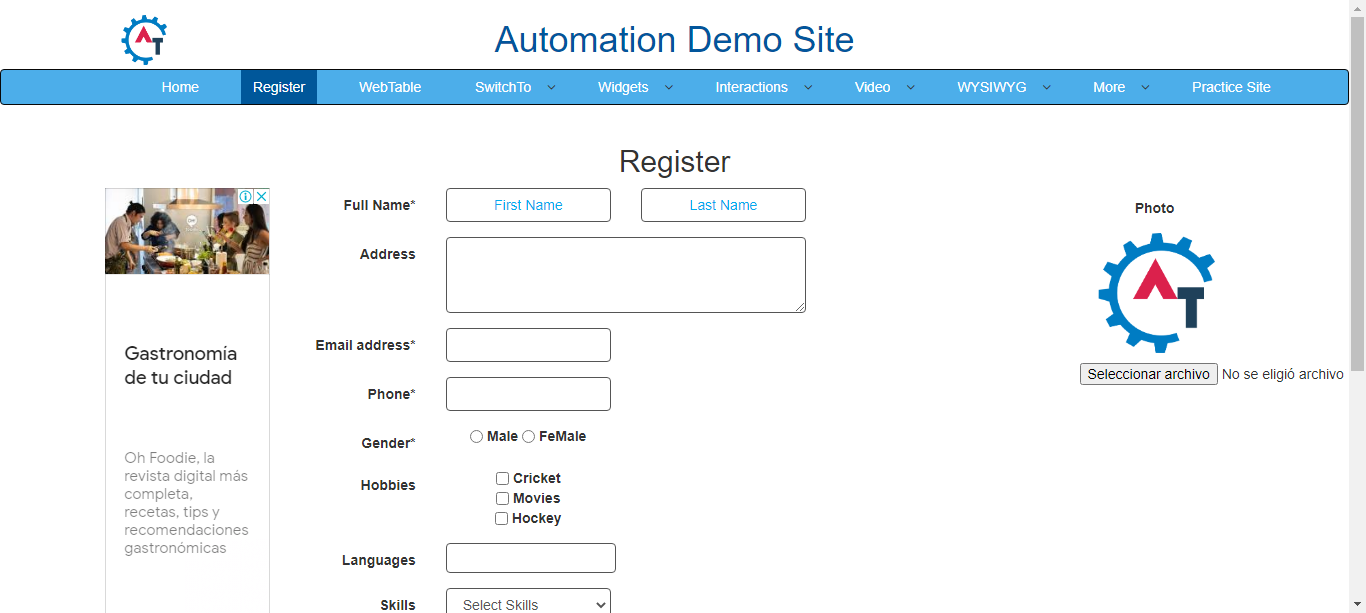 AT
Automation Demo Site
Home Register WebTable SwitchTo Widgets Interactions Video WYSIWYG More Practice Site
Register
Full Name* First Name Last Name
Address
Email address*
Phone*
Gender* Male FeMale
Hobbies Cricket
Movies
Hockey
Languages
Skills Select Skills
Photo
AT
Seleccionar archivo No se eligió archivo
Gastronomía
de tu ciudad
Oh Foodie, la
revista digital más
completa,
recetas, tips y
recomendaciones
gastronómicas